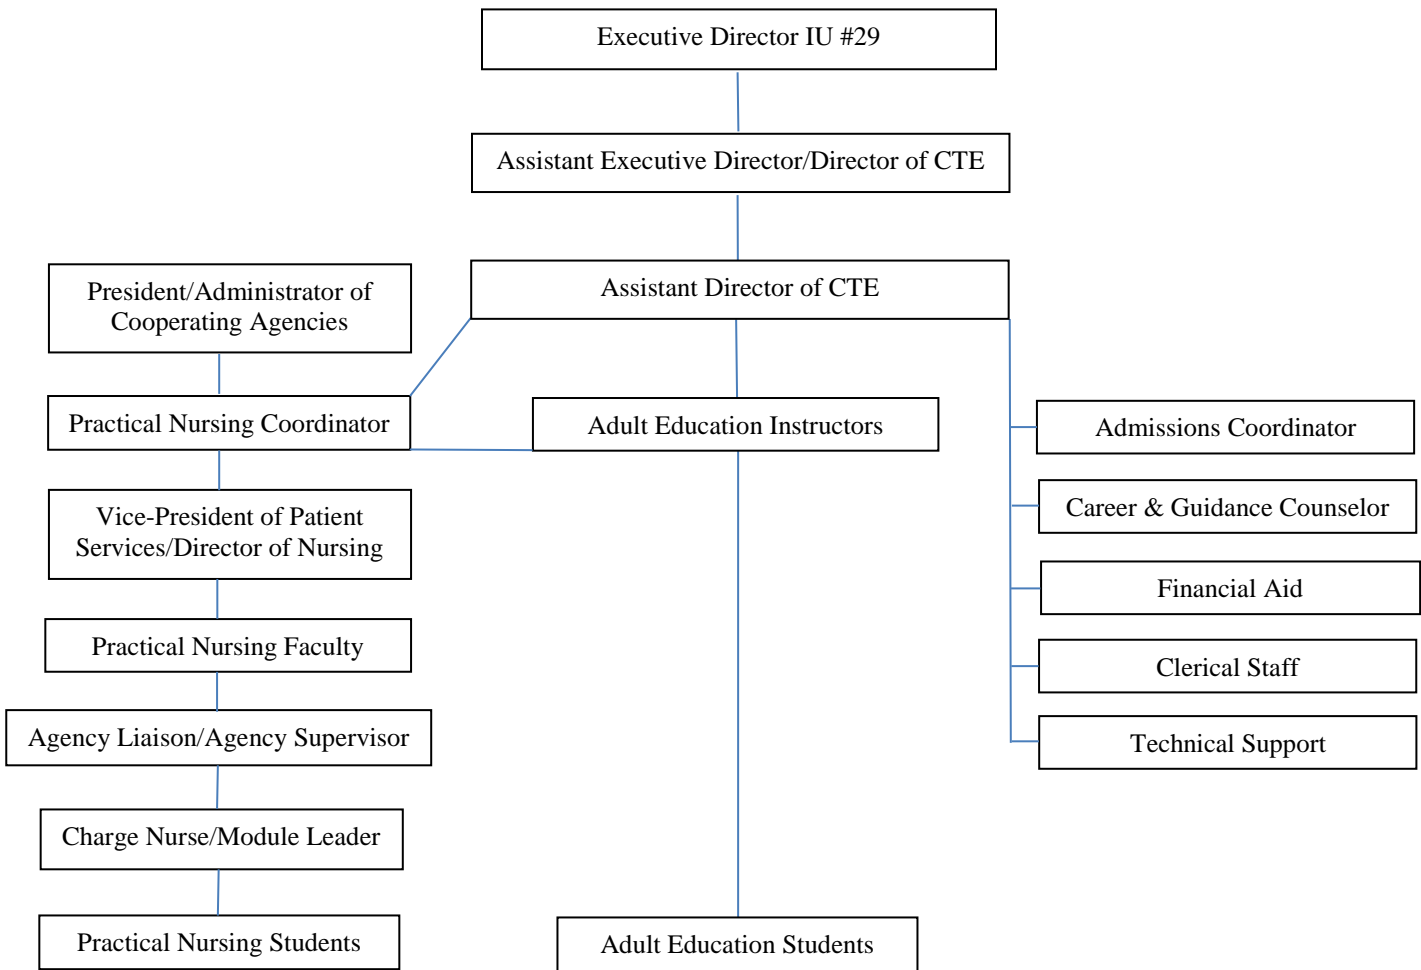 Executive Director IU #29
Assistant Executive Director/Director of CTE
President/Administrator of
Cooperating Agencies
Assistant Director of CTE
Practical Nursing Coordinator
Adult Education Instructors
Admissions Coordinator
Vice-President of Patient
Services/Director of Nursing
Career & Guidance Counselor
Financial Aid
Practical Nursing Faculty
Clerical Staff
Agency Liaison/Agency Supervisor
Technical Support
Charge Nurse/Module Leader
Practical Nursing Students
Adult Education Students